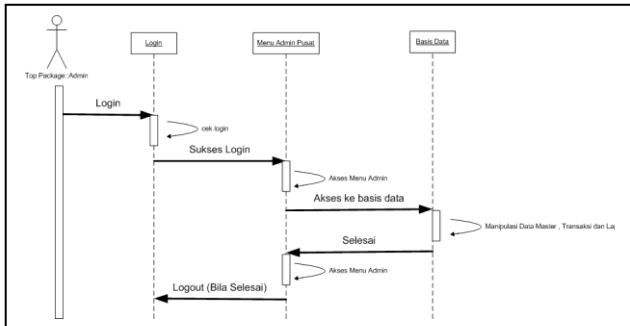 Login
Menu Admin Pusat
Basis Data
Top Package::Admin
Login
cek login
Sukses Login
Akses Menu Admin
Akses ke basis data
Manipulasi Data Master , Transaksi dan Lap
Selesai
Akses Menu Admin
Logout (Bila Selesai)